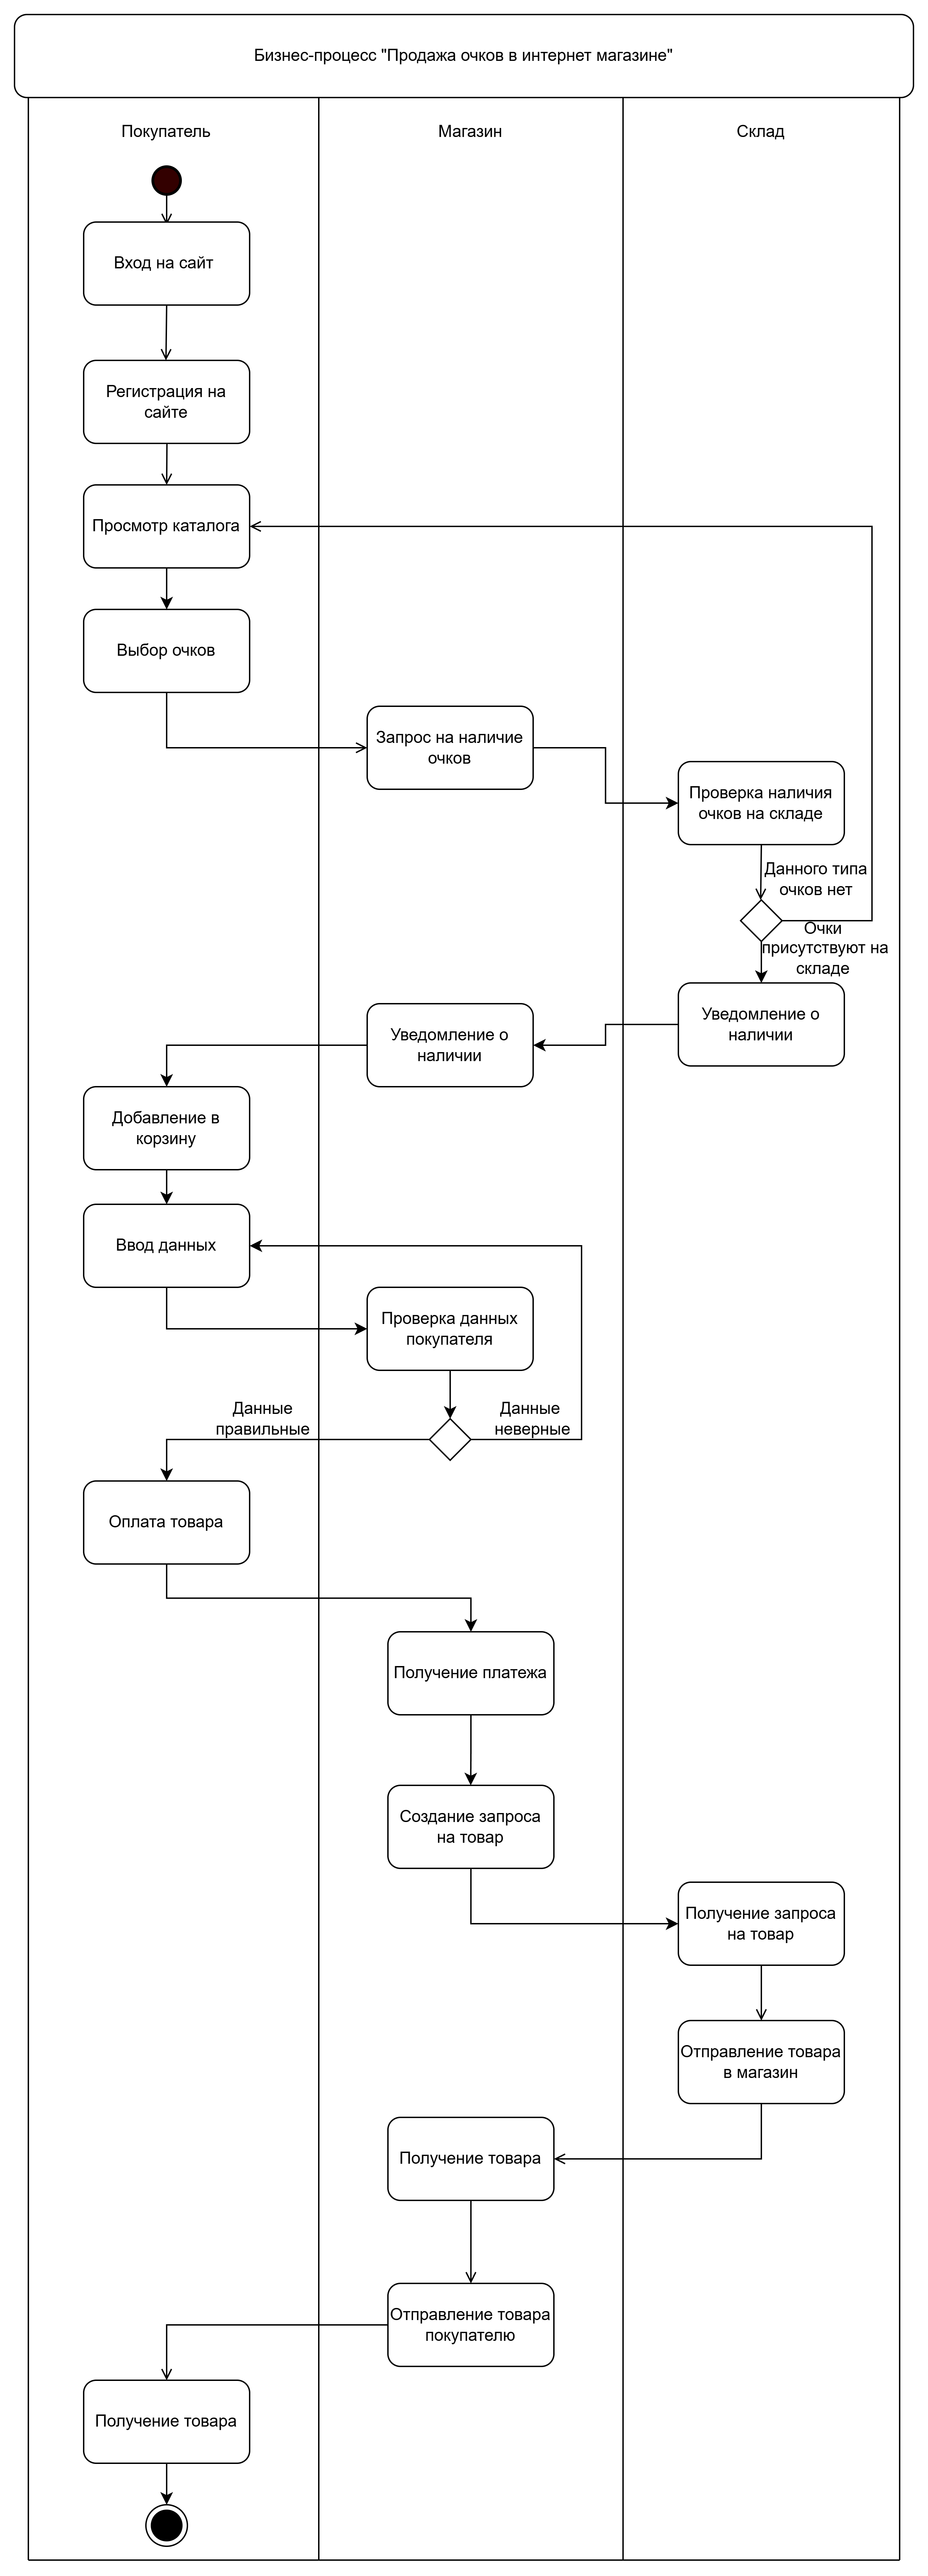 Бизнес-процесс "Продажа очков в интернет магазине"
Покупатель
Магазин
Склад
Вход на сайт
Регистрация на
сайте
Просмотр каталога
Выбор очков
Запрос на наличие
очков
Проверка наличия
очков на складе
Данного типа
очков нет
Очки
присутствуют на
складе
Уведомление о
наличии
Уведомление о
наличии
Добавление в
корзину
Ввод данных
Проверка данных
покупателя
Данные
правильные
Данные
неверные
Оплата товара
Получение платежа
Создание запроса
на товар
Получение запроса
на товар
Отправление товара
в магазин
Получение товара
Отправление товара
покупателю
Получение товара